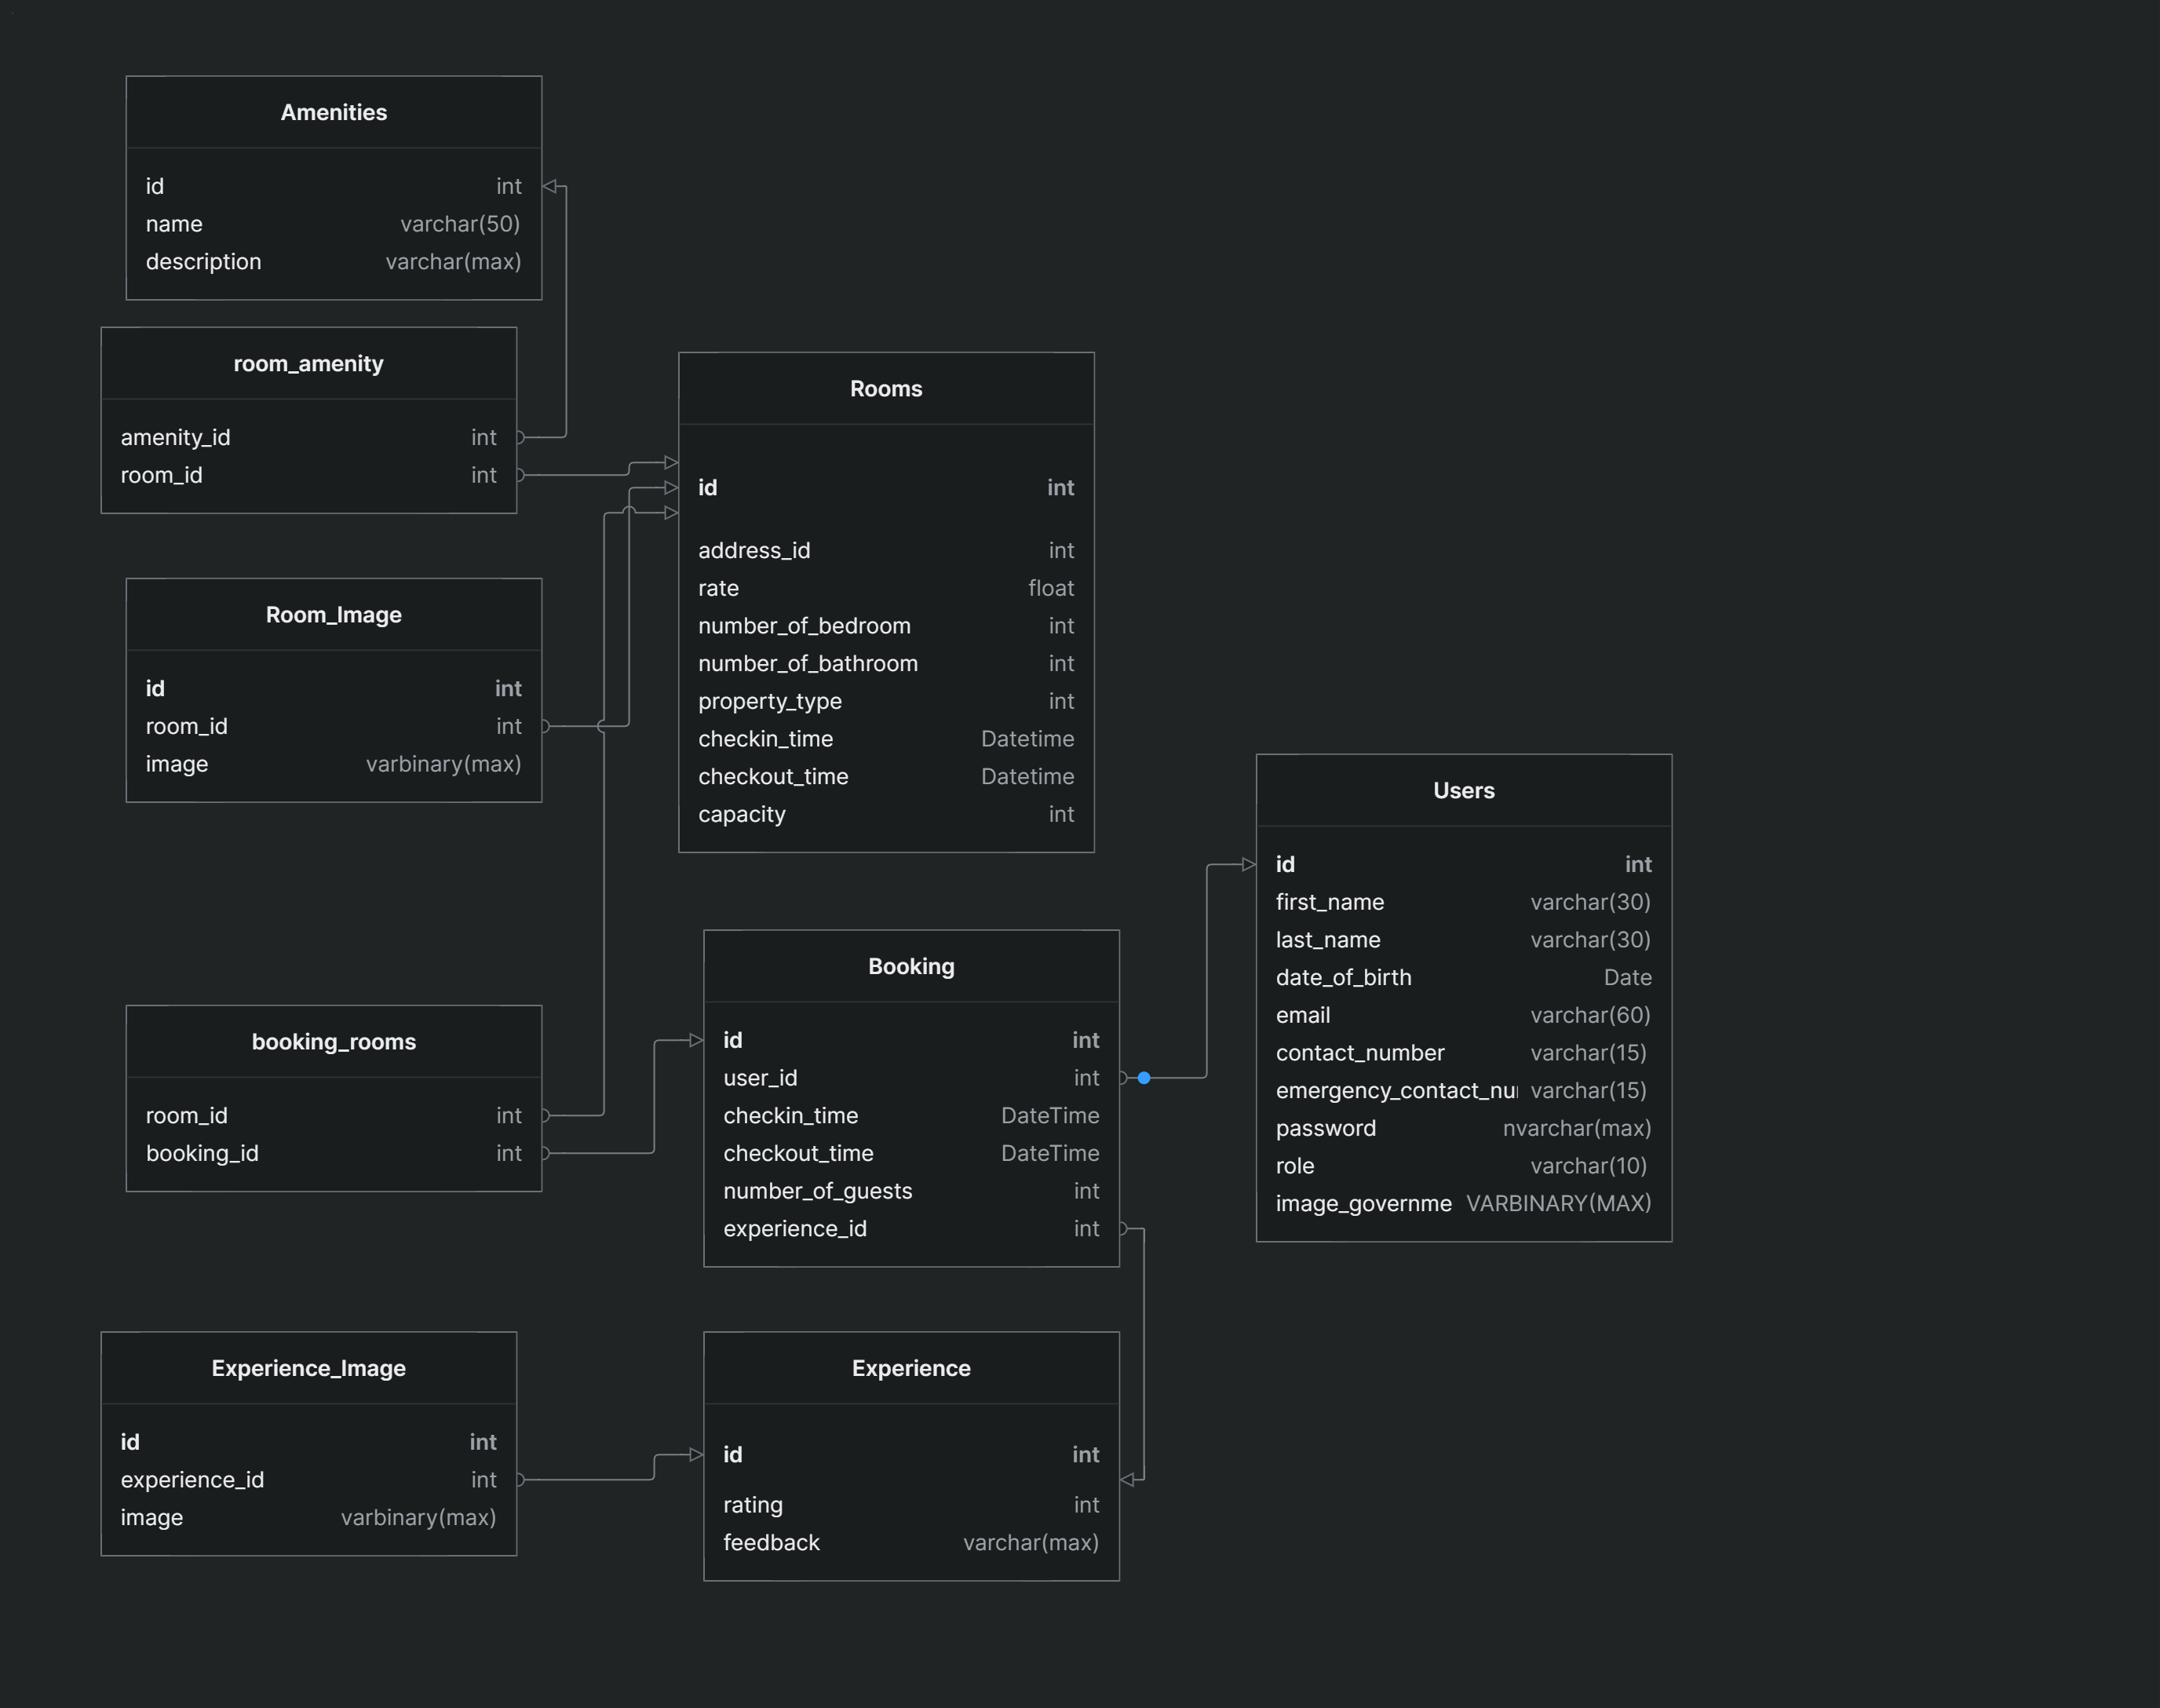 Amenities
id int
name varchar(50)
description varchar(max)
room_amenity
amenity_id int
room_id int
Rooms
id int
address_id int
rate float
number_of_bedroom int
number_of_bathroom int
property_type int
checkin_time Datetime
checkout_time Datetime
capacity int
Room_Image
id int
room_id int
image varbinary(max)
Users
id int
first_name varchar(30)
last_name varchar(30)
date_of_birth Date
email varchar(60)
contact_number varchar(15)
emergency_contact_nu varchar(15)
password nvarchar(max)
role varchar(10)
image_governme VARBINARY(MAX)
Booking
id int
user_id int
checkin_time DateTime
checkout_time DateTime
number_of_guests int
experience_id int
booking_rooms
room_id int
booking_id int
Experience_Image
id int
experience_id int
image varbinary(max)
Experience
id int
rating int
feedback varchar(max)